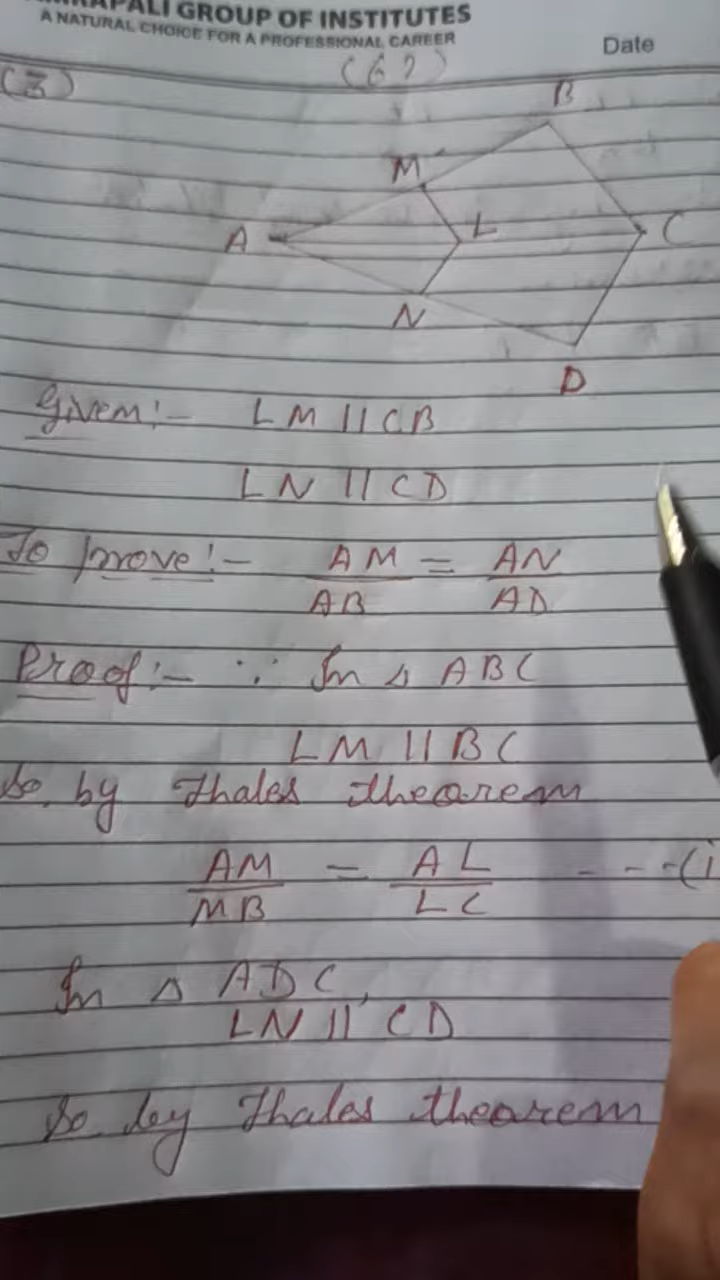 GROUP OF INSTITUTES
A NATURAL CHOICE FOR A PROFESSIONAL CAREER
Date
(3)
B
M
A
L
C
N
D
Given:- LM || CB
LN || CD
To prove:- AM/AB = AN/AD
Proof:- ∵ In △ ABC
LM || BC
So, by Thales theorem
AM/MB = AL/LC ---(i
In △ ADC,
LN || CD
So by Thales theorem